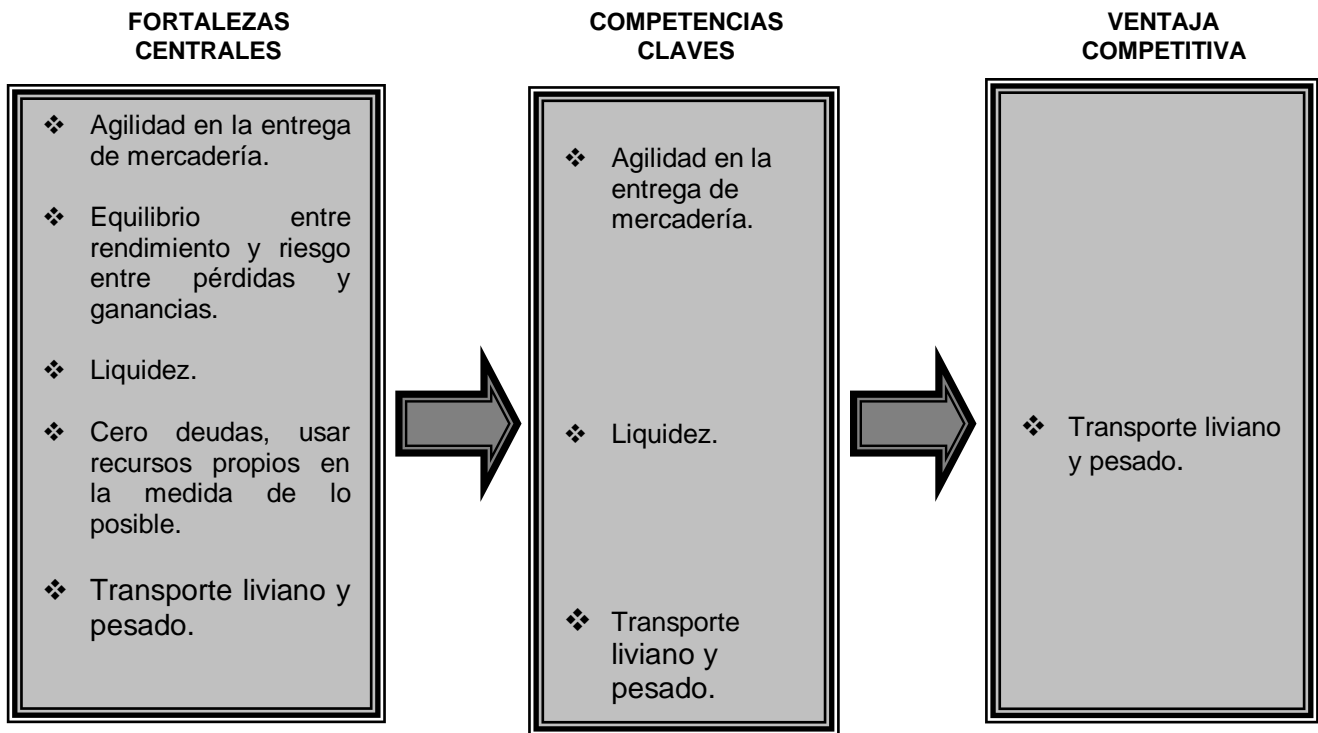 FORTALEZAS
CENTRALES
❖ Agilidad en la entrega
de mercadería.
❖ Equilibrio entre
rendimiento y riesgo
entre pérdidas y
ganancias.
❖ Liquidez.
❖ Cero deudas, usar
recursos propios en
la medida de lo
posible.
❖ Transporte liviano y
pesado.
COMPETENCIAS
CLAVES
❖ Agilidad en la
entrega de
mercadería.
❖ Liquidez.
❖ Transporte
liviano y
pesado.
VENTAJA
COMPETITIVA
❖ Transporte liviano
y pesado.